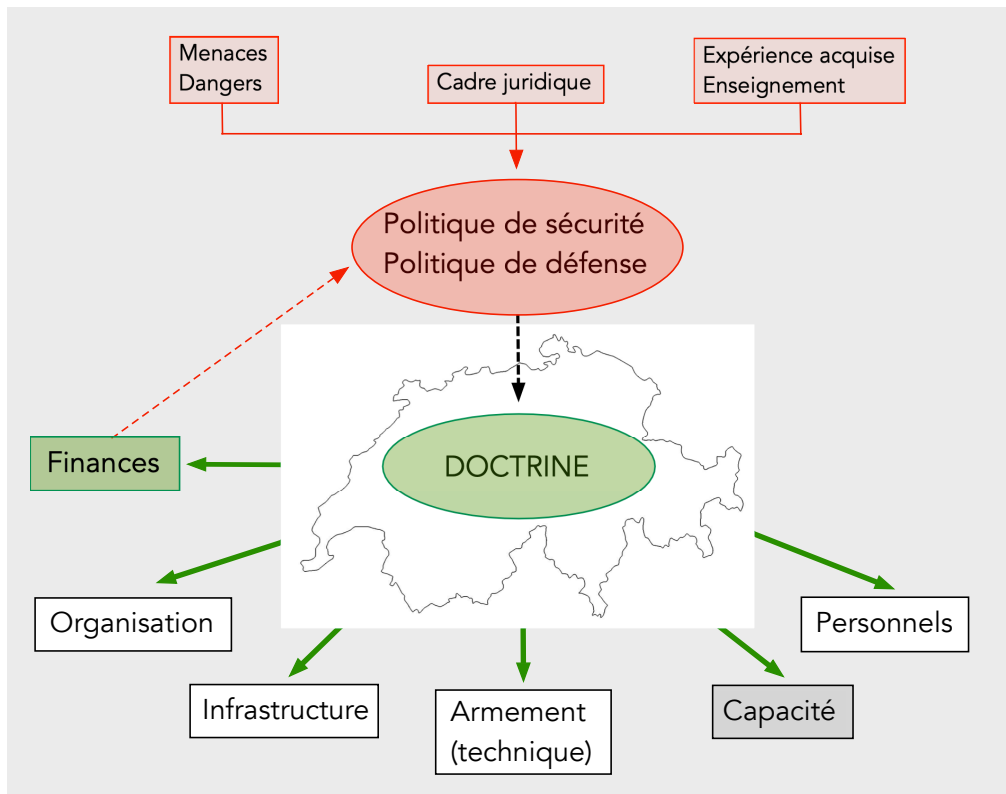 Menaces
Dangers
Cadre juridique
Expérience acquise
Enseignement
Politique de sécurité
Politique de défense
Finances
DOCTRINE
Organisation
Personnels
Infrastructure
Armement
(technique)
Capacité